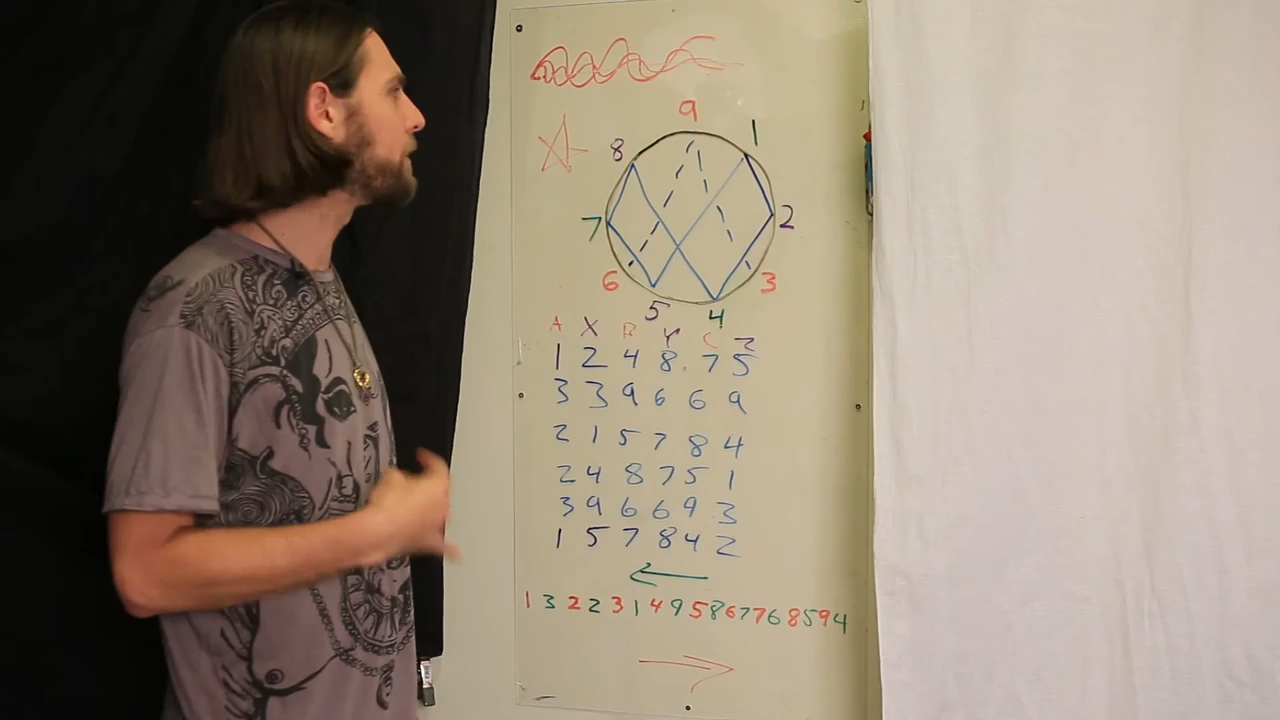 9
8 1
7 2
6 3
5 4
A X B Y C Z
1 2 4 8 7 5
3 3 9 6 6 9
2 1 5 7 8 4
2 4 8 7 5 1
3 9 6 6 9 3
1 5 7 8 4 2
1 3 2 2 3 1 4 9 5 8 6 7 7 6 8 5 9 4